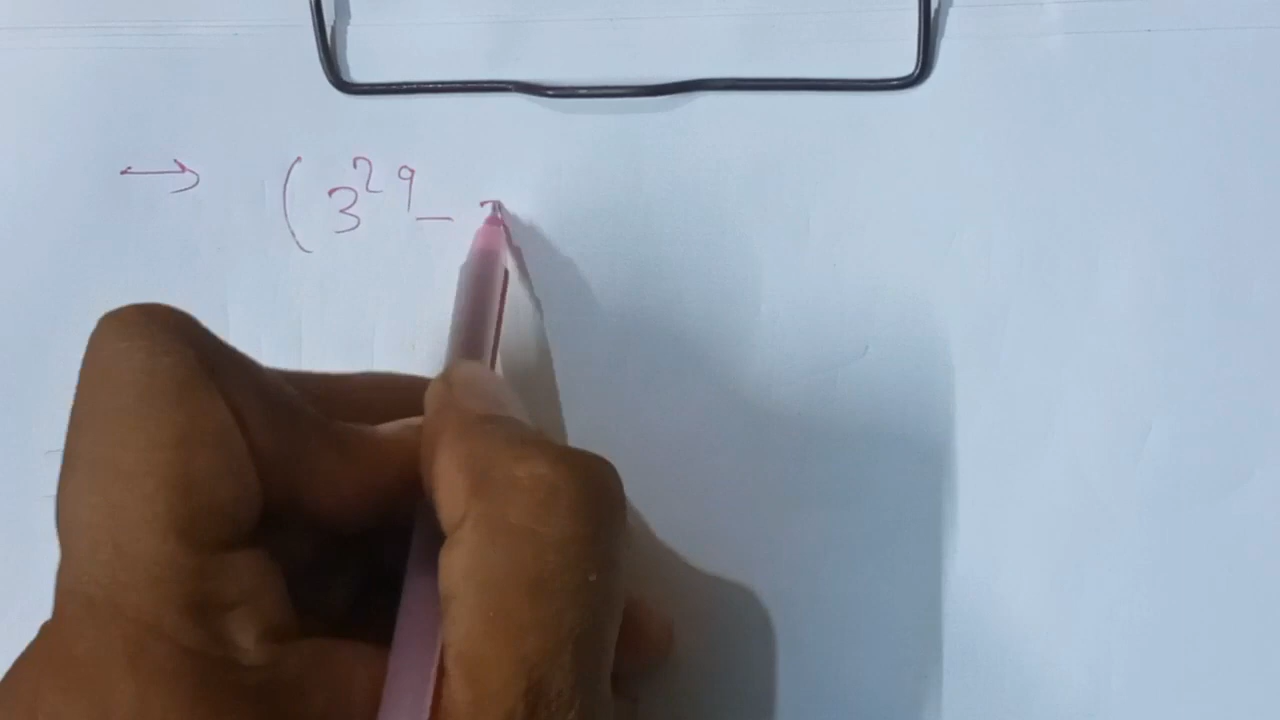 → (3²⁹ -